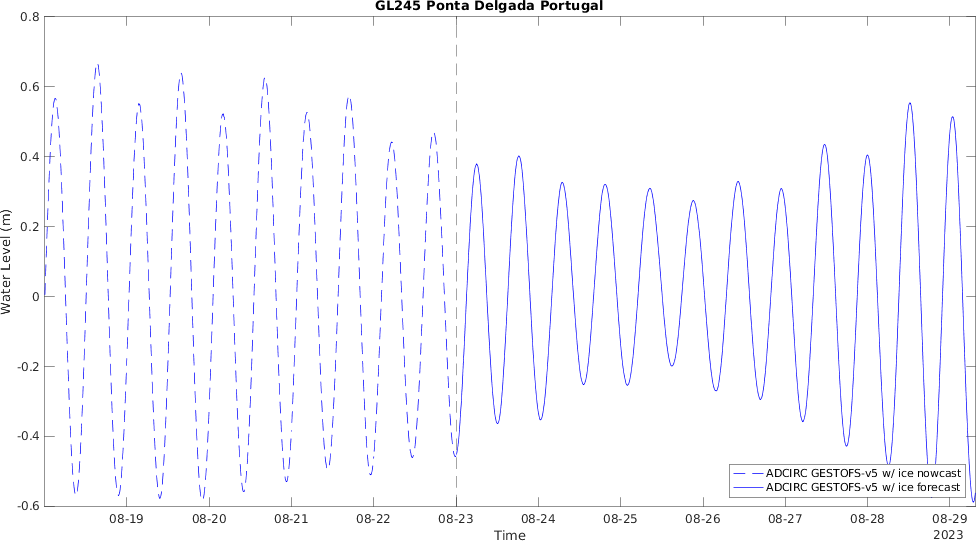 GL245 Ponta Delgada Portugal
Water Level (m)
0.8
0.6
0.4
0.2
0
-0.2
-0.4
-0.6
ADCIRC GESTOFS-v5 w/ ice nowcast
ADCIRC GESTOFS-v5 w/ ice forecast
08-19 08-20 08-21 08-22 08-23 08-24 08-25 08-26 08-27 08-28 08-29
Time
2023